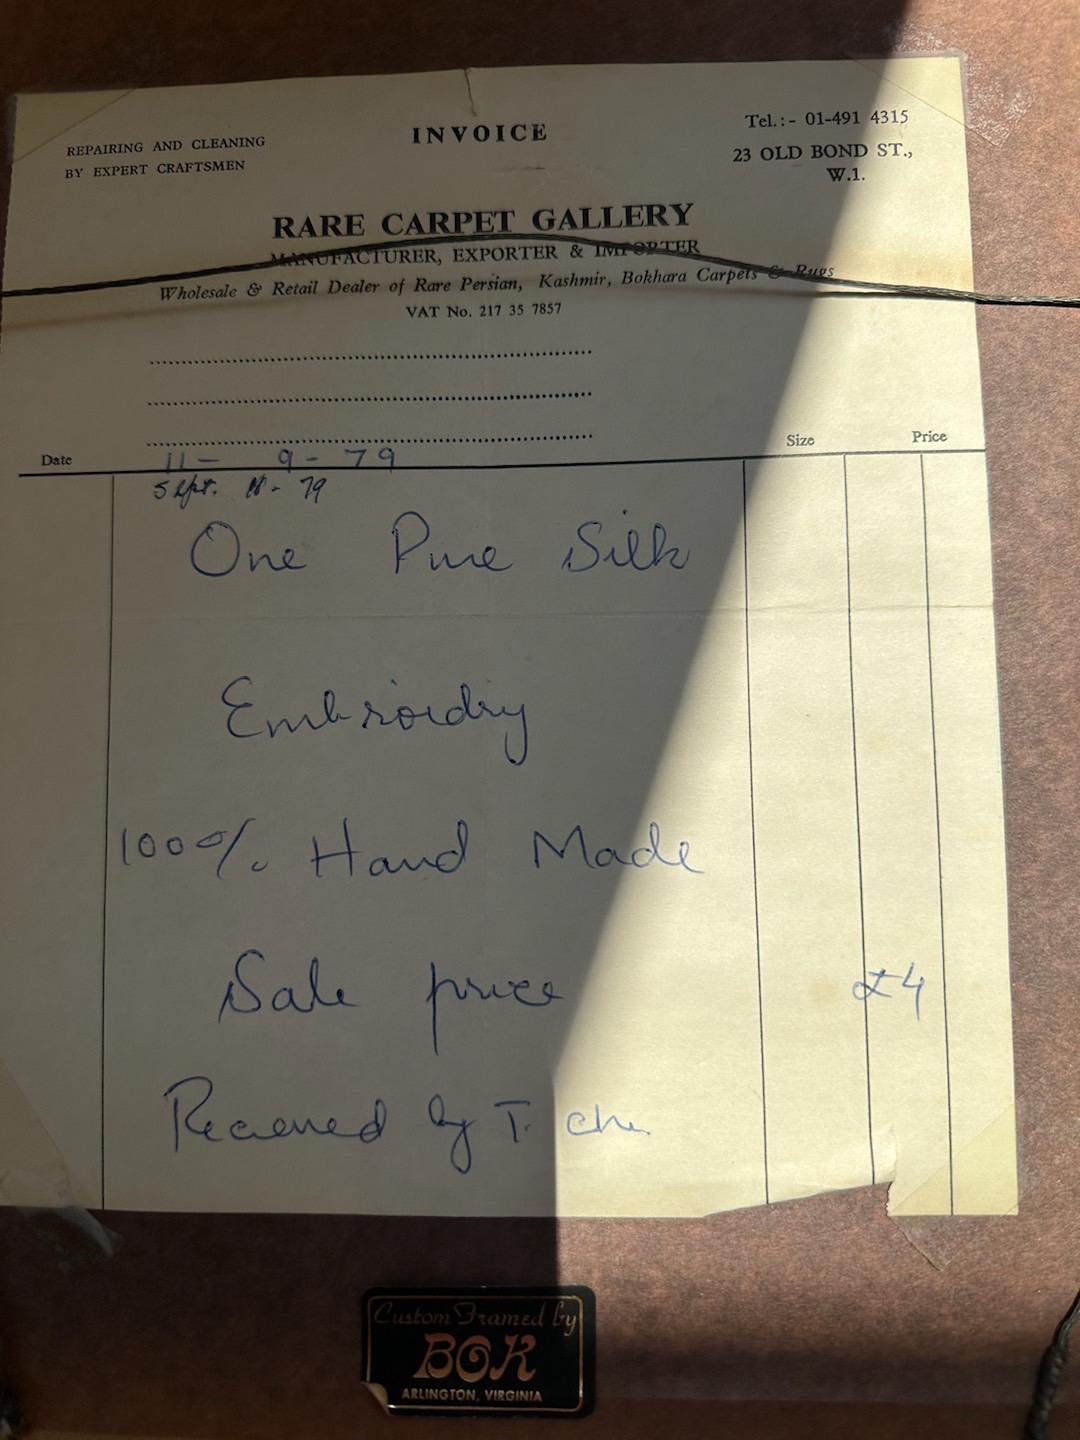 REPAIRING AND CLEANING
BY EXPERT CRAFTSMEN
INVOICE
Tel.:- 01-491 4315
23 OLD BOND ST.,
W.1.
RARE CARPET GALLERY
MANUFACTURER, EXPORTER & IMPORTER
Wholesale & Retail Dealer of Rare Persian, Kashmir, Bokhara Carpets & Rugs
VAT No. 217 35 7857
Date
Size
Price
11- 9-79
Sept. 11-79
One Pure Silk
Embroidry
100% Hand Made
Sale price £4
Received by T.
Custom Framed by
BOK
ARLINGTON, VIRGINIA